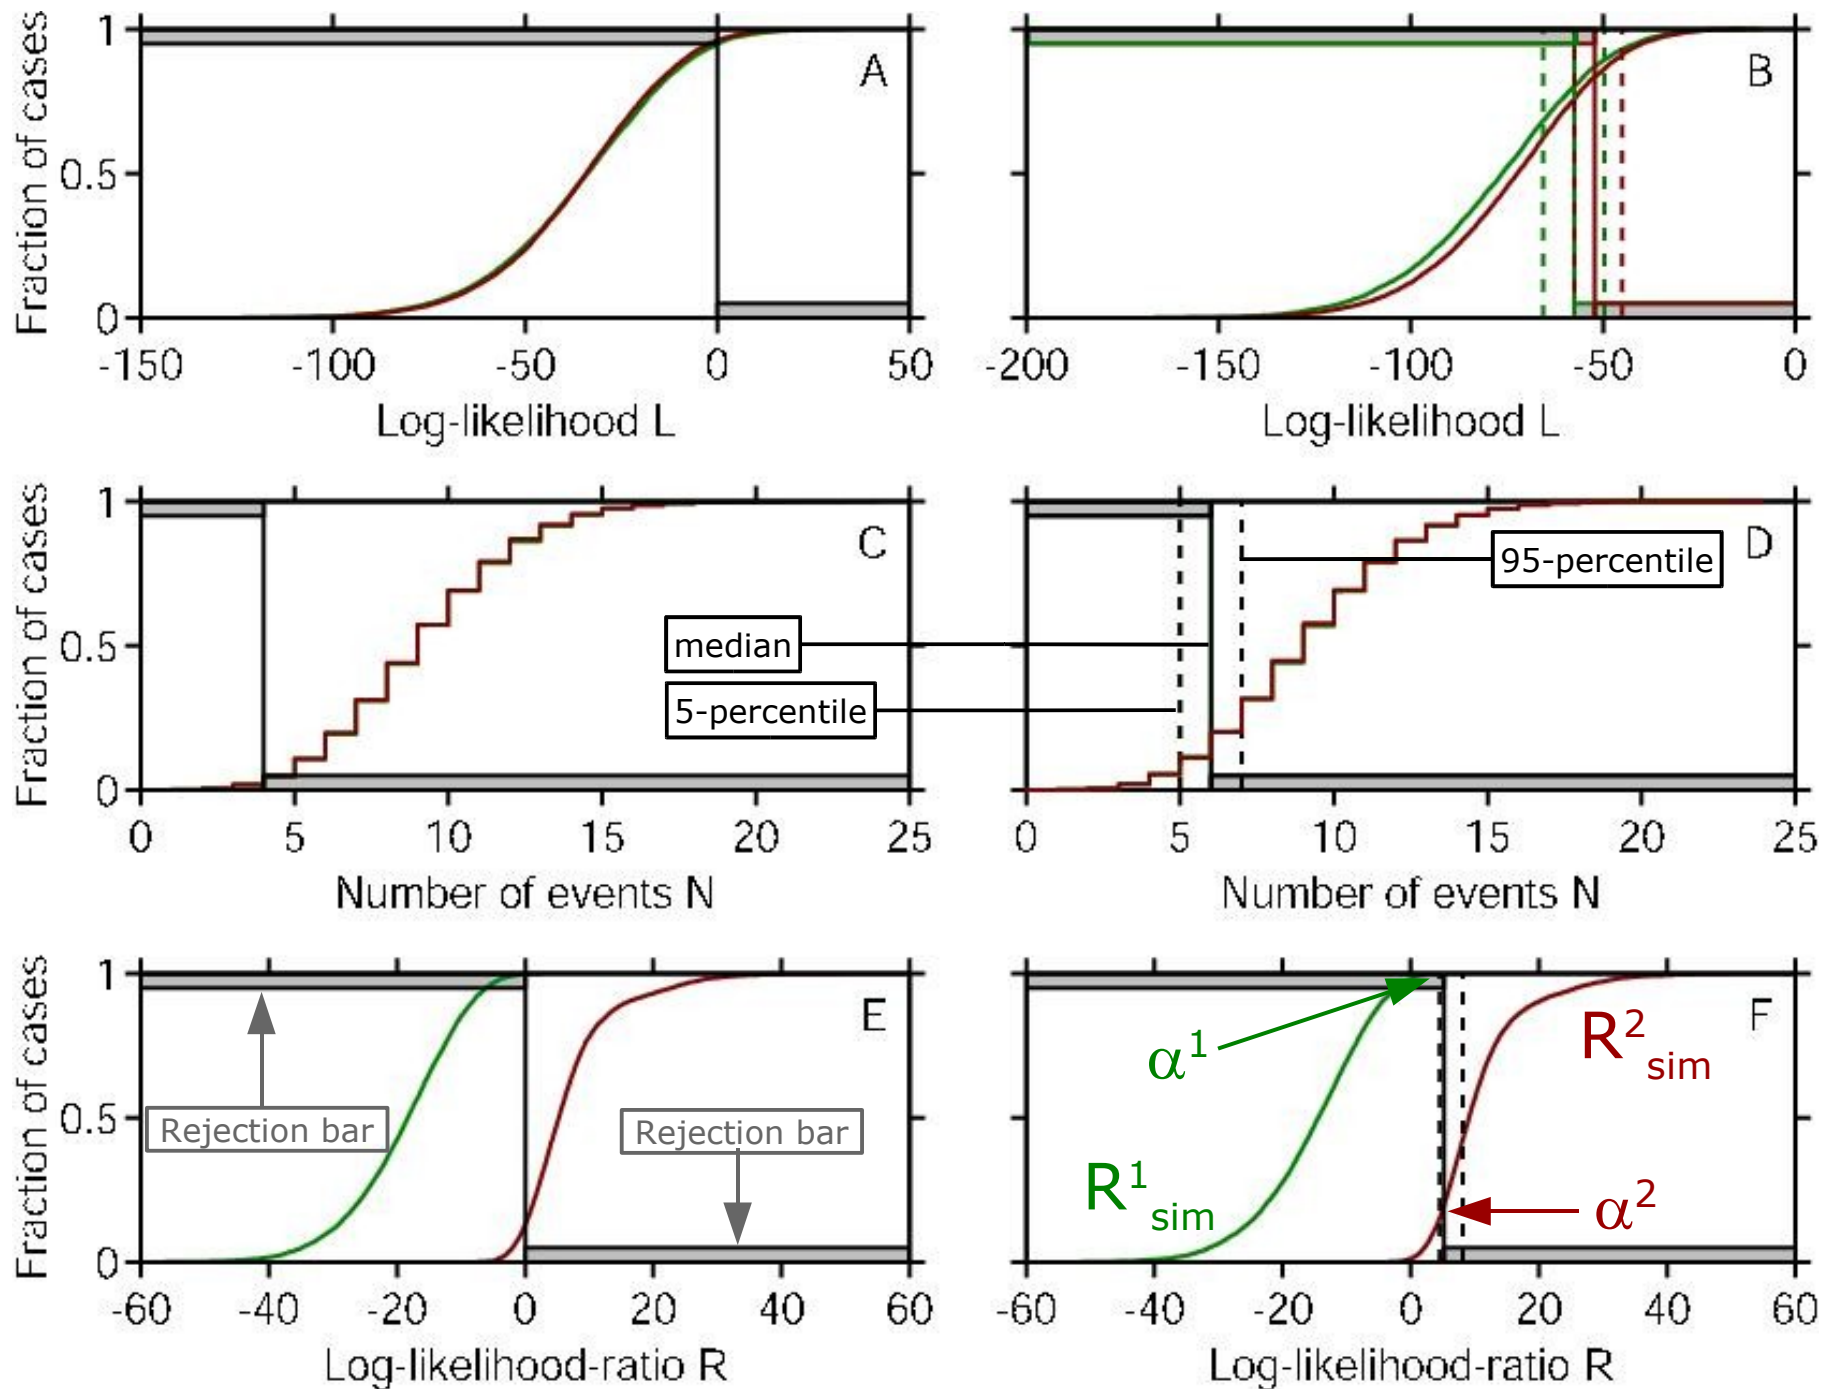 Fraction of cases
1
0.5
0
A
-150 -100 -50 0 50
Log-likelihood L
B
-200 -150 -100 -50 0
Log-likelihood L
Fraction of cases
1
0.5
0
C
median
5-percentile
0 5 10 15 20 25
Number of events N
D
95-percentile
0 5 10 15 20 25
Number of events N
Fraction of cases
1
0.5
0
E
Rejection bar
Rejection bar
-60 -40 -20 0 20 40 60
Log-likelihood-ratio R
F
α¹
R²sim
R¹sim
α²
-60 -40 -20 0 20 40 60
Log-likelihood-ratio R